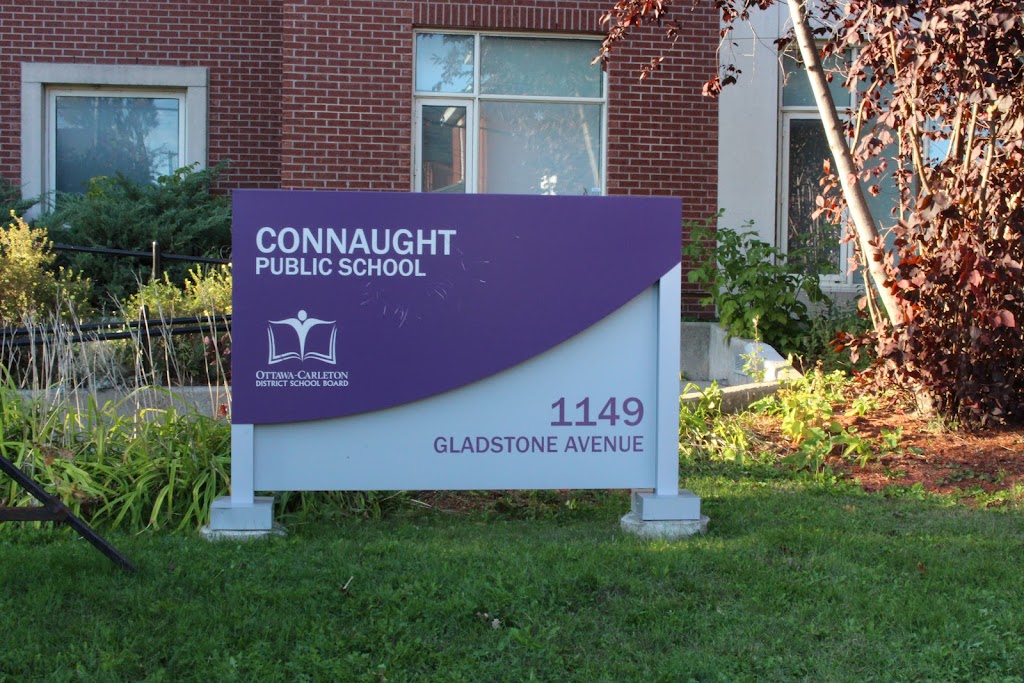 CONNAUGHT
PUBLIC SCHOOL
OTTAWA-CARLETON
DISTRICT SCHOOL BOARD
1149
GLADSTONE AVENUE